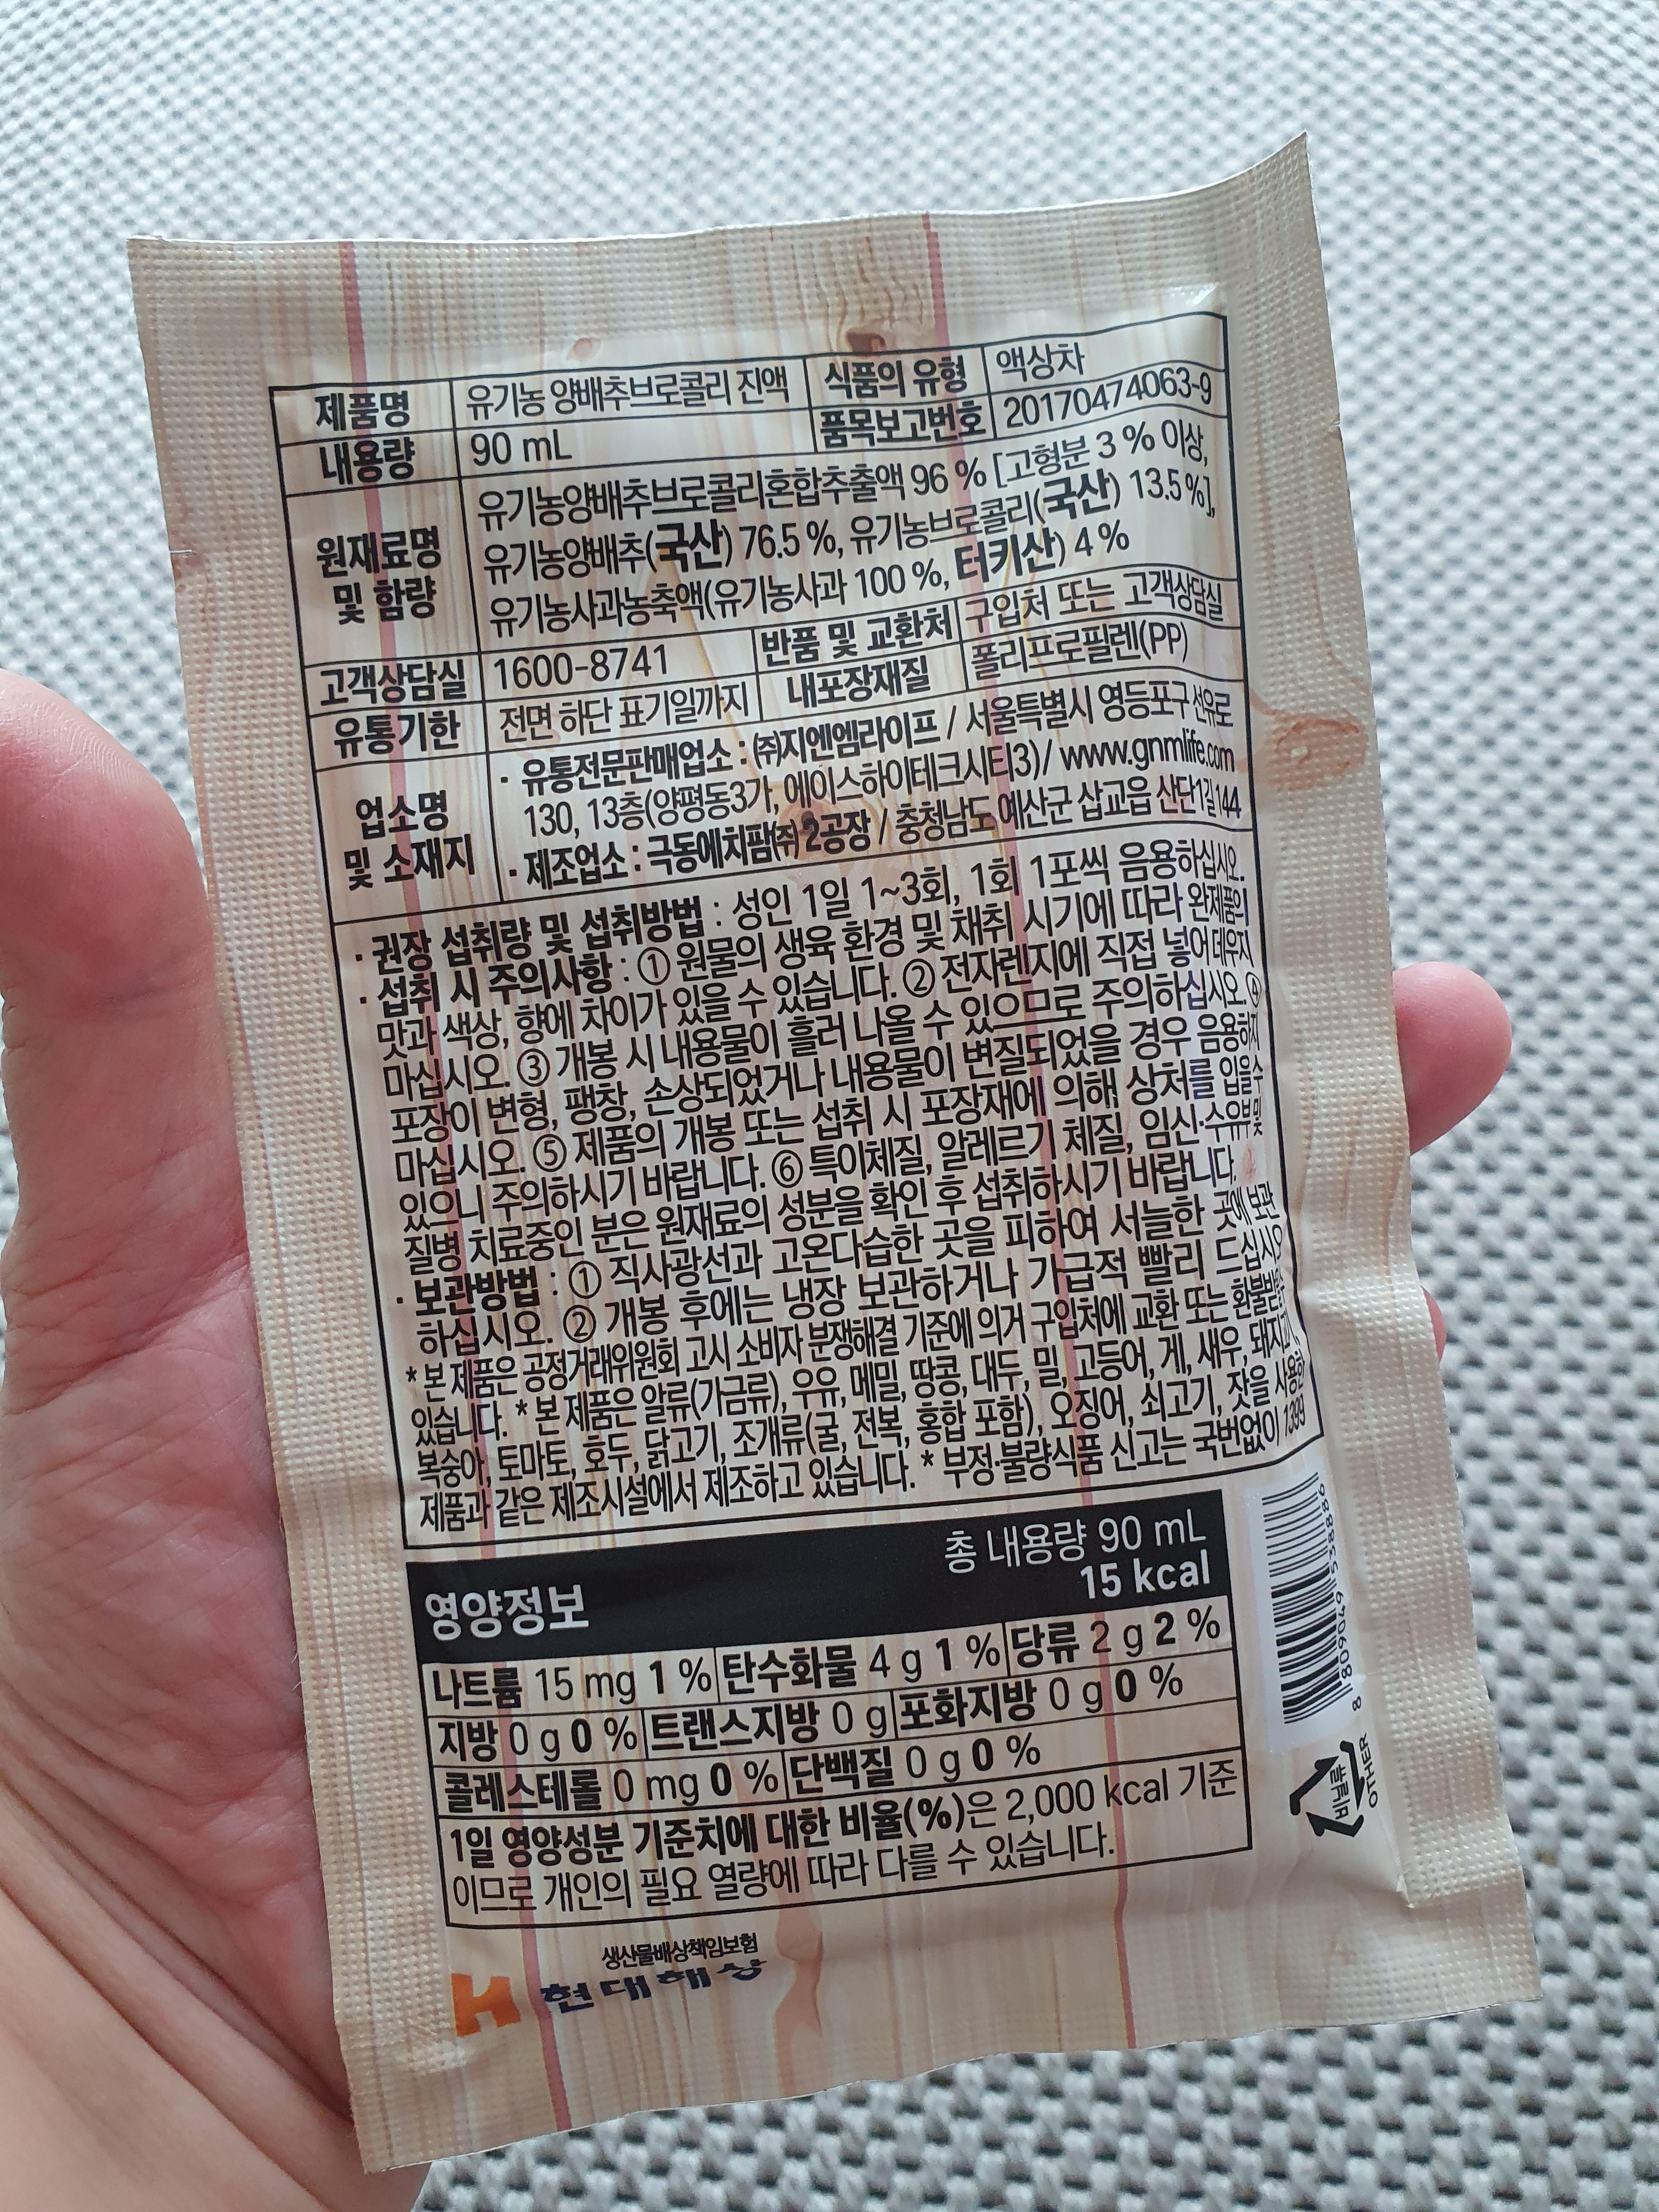 제품명 유기농 양배추브로콜리 진액 식품의 유형 액상차
내용량 90 mL 품목보고번호 20170474063-9
원재료명 및 함량
유기농양배추브로콜리혼합추출액 96 % [고형분 3 % 이상,
유기농양배추(국산) 76.5 %, 유기농브로콜리(국산) 13.5 %],
유기농사과농축액(유기농사과 100 %, 터키산) 4 %
고객상담실 1600-8741 반품 및 교환처 구입처 또는 고객상담실
유통기한 전면 하단 표기일까지 내포장재질 폴리프로필렌(PP)
업소명 및 소재지
· 유통전문판매업소 : ㈜지엔엠라이프 / 서울특별시 영등포구 선유로
130, 13층(양평동3가, 에이스하이테크시티3)/ www.gnmlife.com
· 제조업소 : 극동에치팜㈜ 2공장 / 충청남도 예산군 삽교읍 산단1길 144
· 권장 섭취량 및 섭취방법 : 성인 1일 1~3회, 1회 1포씩 음용하십시오.
· 섭취 시 주의사항 : ① 원물의 생육 환경 및 채취 시기에 따라 완제품의
맛과 색상, 향에 차이가 있을 수 있습니다. ② 전자렌지에 직접 넣어 데우지
마십시오. ③ 개봉 시 내용물이 흘러 나올 수 있으므로 주의하십시오. ④
포장이 변형, 팽창, 손상되었거나 내용물이 변질되었을 경우 음용하지
마십시오. ⑤ 제품의 개봉 또는 섭취 시 포장재에 의해 상처를 입을 수
있으니 주의하시기 바랍니다. ⑥ 특이체질, 알레르기 체질, 임신·수유부 및
질병 치료중인 분은 원재료의 성분을 확인 후 섭취하시기 바랍니다.
· 보관방법 : ① 직사광선과 고온다습한 곳을 피하여 서늘한 곳에 보관
하십시오. ② 개봉 후에는 냉장 보관하거나 가급적 빨리 드십시오.
* 본 제품은 공정거래위원회 고시 소비자 분쟁해결 기준에 의거 구입처에 교환 또는 환불받을 수
있습니다. * 본 제품은 알류(가금류), 우유, 메밀, 땅콩, 대두, 밀, 고등어, 게, 새우, 돼지고기,
복숭아, 토마토, 호두, 닭고기, 조개류(굴, 전복, 홍합 포함), 오징어, 쇠고기, 잣을 사용한
제품과 같은 제조시설에서 제조하고 있습니다. * 부정·불량식품 신고는 국번없이 1399
영양정보
총 내용량 90 mL
15 kcal
나트륨 15 mg 1 % 탄수화물 4 g 1 % 당류 2 g 2 %
지방 0 g 0 % 트랜스지방 0 g 포화지방 0 g 0 %
콜레스테롤 0 mg 0 % 단백질 0 g 0 %
1일 영양성분 기준치에 대한 비율(%)은 2,000 kcal 기준
이므로 개인의 필요 열량에 따라 다를 수 있습니다.
8 809049 538886
비닐류
OTHER
생산물배상책임보험
H 현대해상